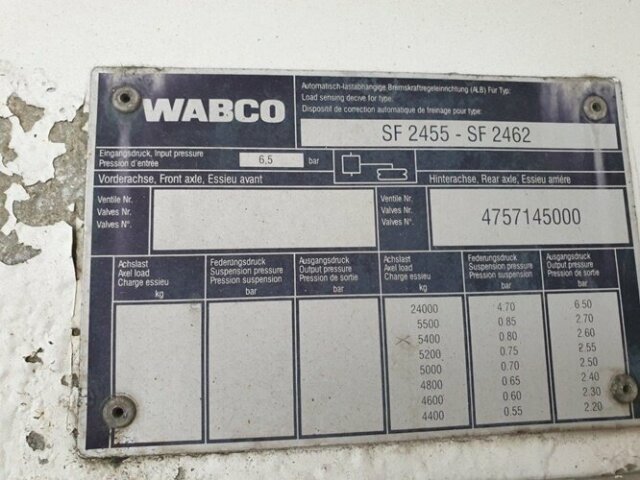 WABCO
Automatisch-lastabhängige Bremskraftregeleinrichtung (ALB) Für Typ:
Load sensing decive for type:
Dispositif de correction automatique de freinage pour type:
SF 2455 - SF 2462
Eingangsdruck, Input pressure
Pression d'entrée
6,5 bar
Vorderachse, Front axle, Essieu avant
Hinterachse, Rear axle, Essieu arriére
Ventile Nr.
Valves Nr.
Valves N°.
Ventile Nr.
Valves Nr.
Valves N°.
4757145000
Achslast Federungsdruck Ausgangsdruck Achslast Federungsdruck Ausgangsdruck
Axel load Suspension pressure Output pressure Axel load Suspension pressure Output pressure
Charge essieu Pression suspension Pression de sortie Charge essieu Pression suspension Pression de sortie
kg bar bar kg bar bar
24000 4.70 6.50
5500 0.85 2.70
x 5400 0.80 2.60
5200 0.75 2.55
5000 0.70 2.50
4800 0.65 2.40
4600 0.60 2.30
4400 0.55 2.20